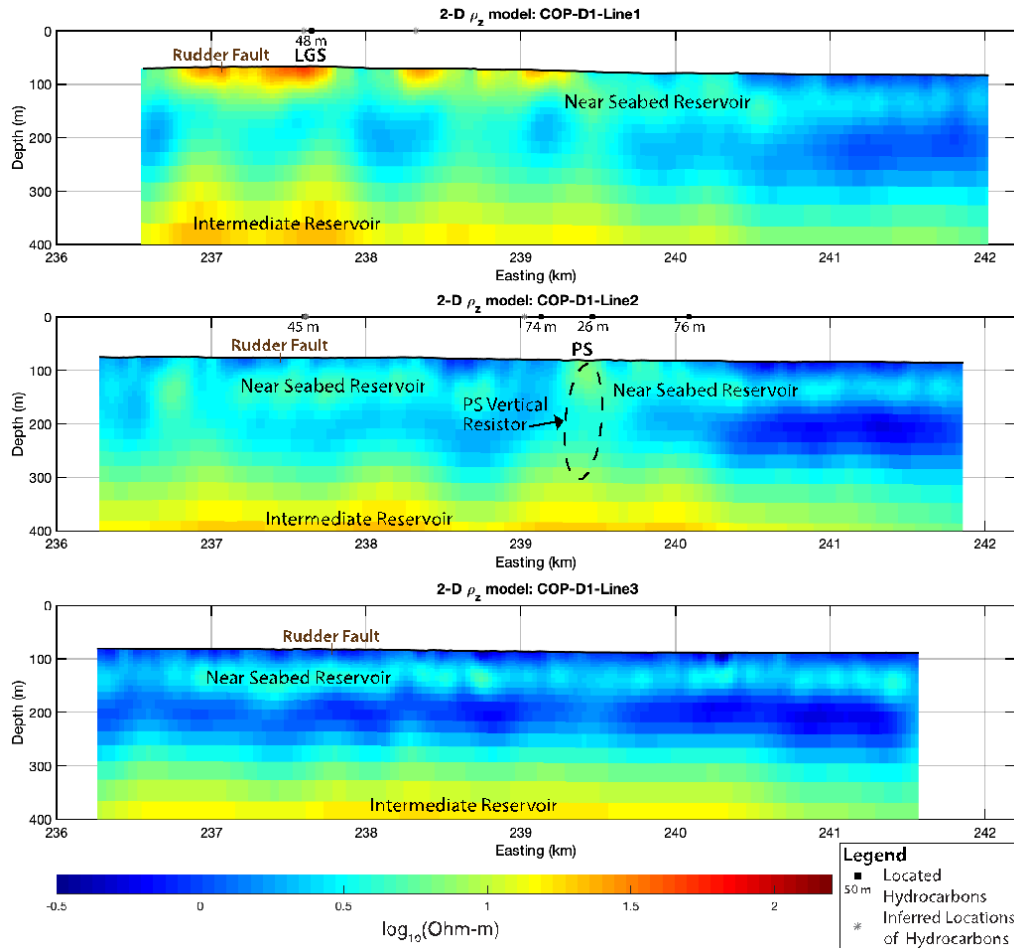 2-D ρz model: COP-D1-Line1
48 m
Rudder Fault LGS
Near Seabed Reservoir
Intermediate Reservoir
Depth (m)
0
100
200
300
400
236 237 238 239 240 241 242
Easting (km)
2-D ρz model: COP-D1-Line2
45 m 74 m 26 m 76 m
Rudder Fault PS
Near Seabed Reservoir Near Seabed Reservoir
PS Vertical
Resistor
Intermediate Reservoir
Depth (m)
0
100
200
300
400
236 237 238 239 240 241 242
Easting (km)
2-D ρz model: COP-D1-Line3
Rudder Fault
Near Seabed Reservoir
Intermediate Reservoir
Depth (m)
0
100
200
300
400
236 237 238 239 240 241 242
Easting (km)
-0.5 0 0.5 1 1.5 2
log10(Ohm-m)
Legend
Located
50 m Hydrocarbons
Inferred Locations
of Hydrocarbons